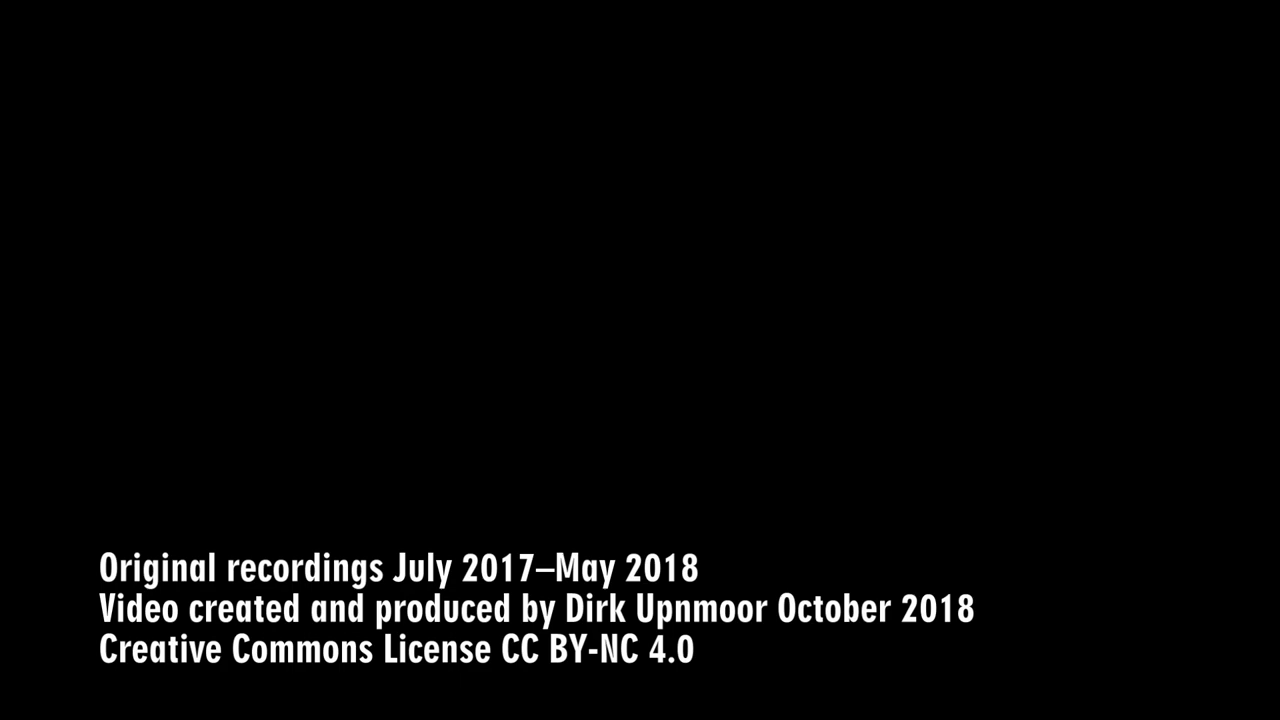 Original recordings July 2017–May 2018
Video created and produced by Dirk Upnmoor October 2018
Creative Commons License CC BY-NC 4.0